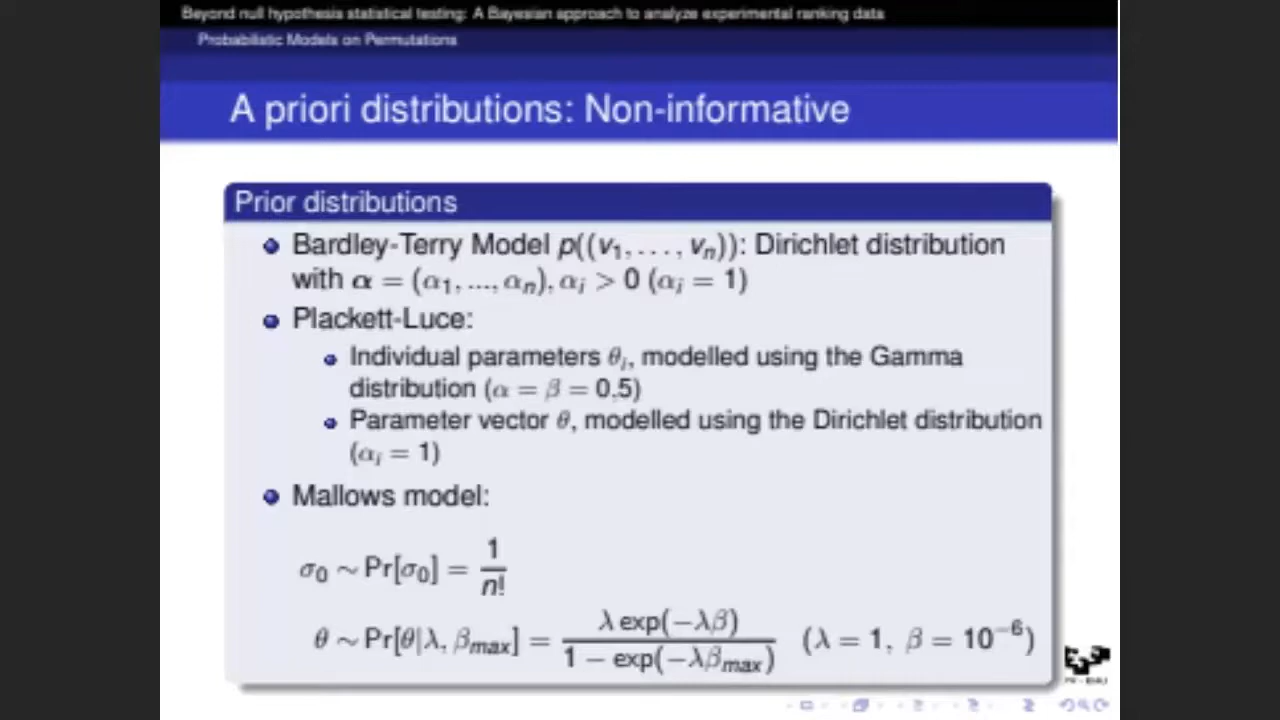 Beyond null hypothesis statistical testing: A Bayesian approach to analyze experimental ranking data
Probabilistic Models on Permutations
A priori distributions: Non-informative
Prior distributions
Bardley-Terry Model p((v₁, . . . , vₙ)): Dirichlet distribution
with α = (α₁, ..., αₙ), αᵢ > 0 (αᵢ = 1)
Plackett-Luce:
Individual parameters θᵢ, modelled using the Gamma
distribution (α = β = 0,5)
Parameter vector θ, modelled using the Dirichlet distribution
(αᵢ = 1)
Mallows model:
σ₀ ∼ Pr[σ₀] = 1/n!
θ ∼ Pr[θ|λ, β_max] = λ exp(−λβ) / 1 − exp(−λβ_max) (λ = 1, β = 10⁻⁶)